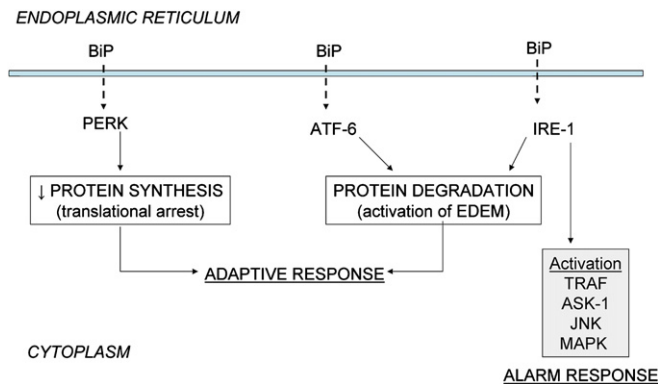 ENDOPLASMIC RETICULUM
BiP BiP BiP
PERK ATF-6 IRE-1
↓ PROTEIN SYNTHESIS
(translational arrest)
PROTEIN DEGRADATION
(activation of EDEM)
ADAPTIVE RESPONSE
Activation
TRAF
ASK-1
JNK
MAPK
CYTOPLASM
ALARM RESPONSE